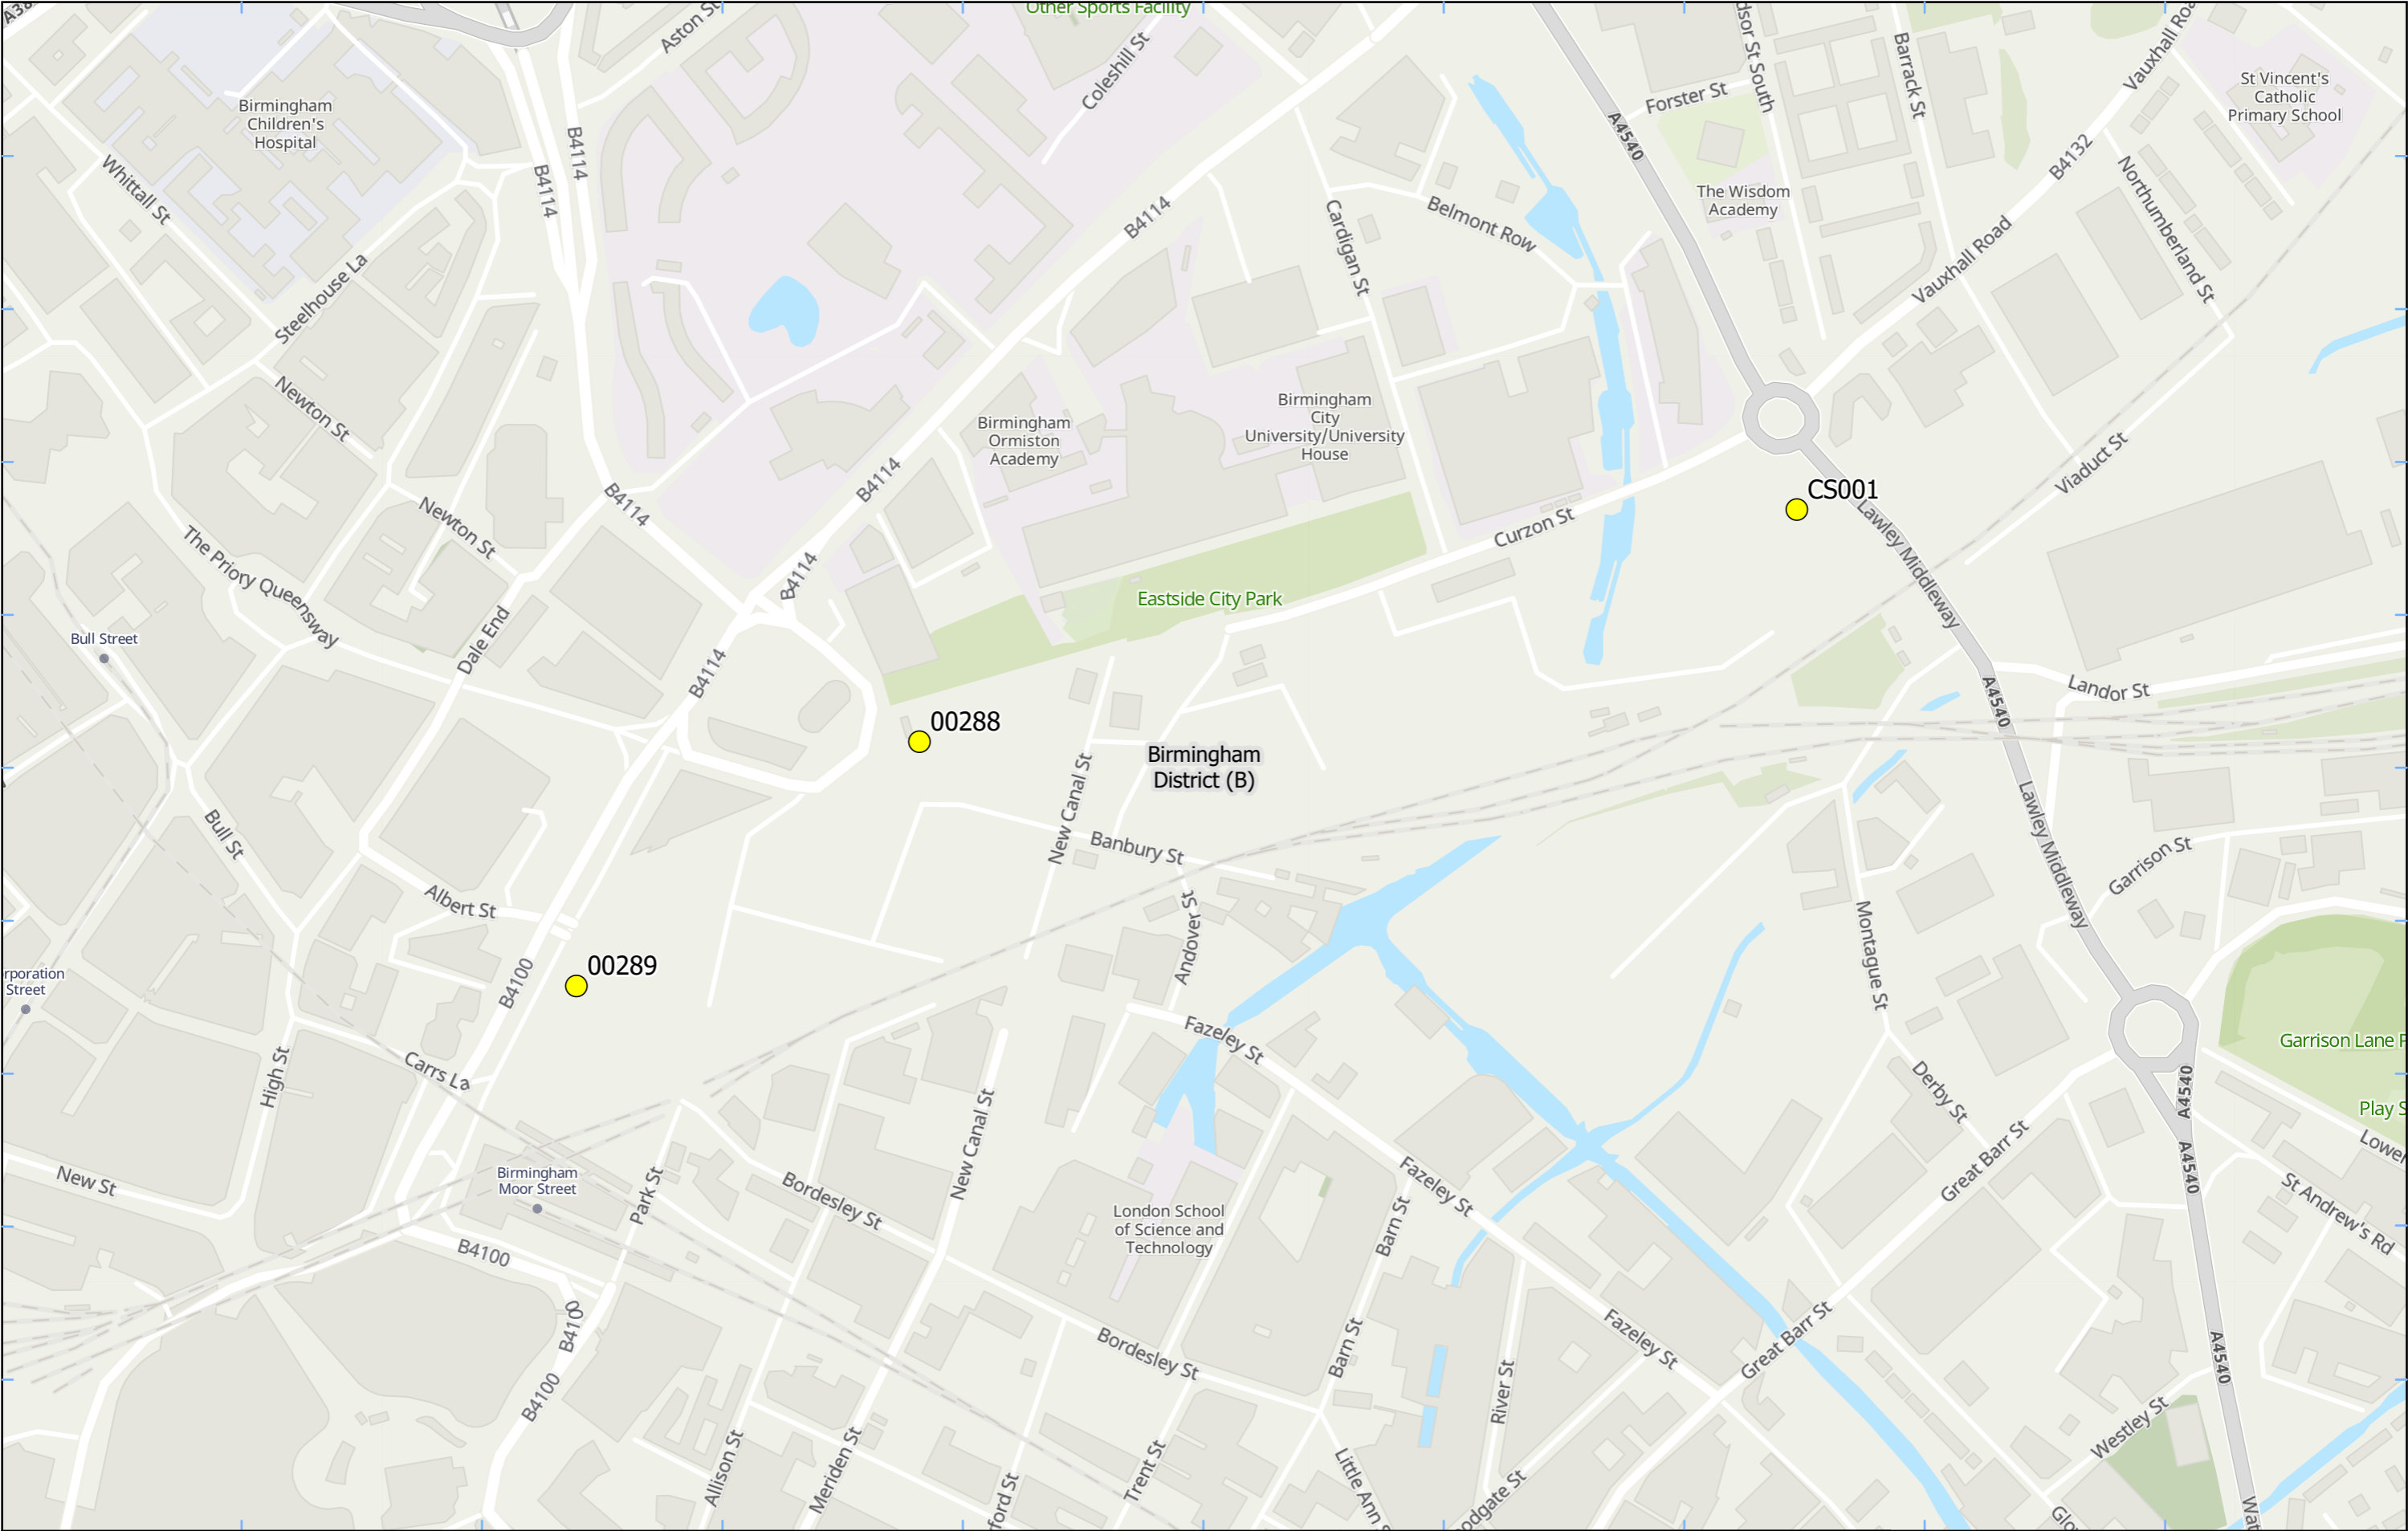 A38
Aston St
Other Sports Facility
Coleshill St
B4114
B4114
Birmingham
Children's
Hospital
Whittall St
Steelhouse La
B4114
Cardigan St
Belmont Row
A4540
Forster St
Barrack St
Vauxhall Roa
B4132
St Vincent's
Catholic
Primary School
The Wisdom
Academy
Northumberland St
Vauxhall Road
Newton St
Newton St
B4114
B4114
B4114
Birmingham
Ormiston
Academy
Birmingham
City
University/University
House
Curzon St
CS001
Lawley Middleway
Viaduct St
The Priory Queensway
Bull Street
Dale End
B4114
Eastside City Park
00288
Birmingham
District (B)
New Canal St
Banbury St
Andover St
A4540
Landor St
Lawley Middleway
Garrison St
Bull St
Albert St
00289
B4100
Street
High St
Carrs La
New St
Birmingham
Moor Street
Park St
B4100
B4100
B4100
Bordesley St
New Canal St
Fazeley St
London School
of Science and
Technology
Fazeley St
Barn St
Barn St
Bordesley St
Fazeley St
River St
Great Barr St
Great Barr St
Montague St
Derby St
Garrison Lane P
Play S
Lower
A4540
A4540
St Andrew's Rd
A4540
Westley St
Allison St
Meriden St
Trent St
Little Ann S